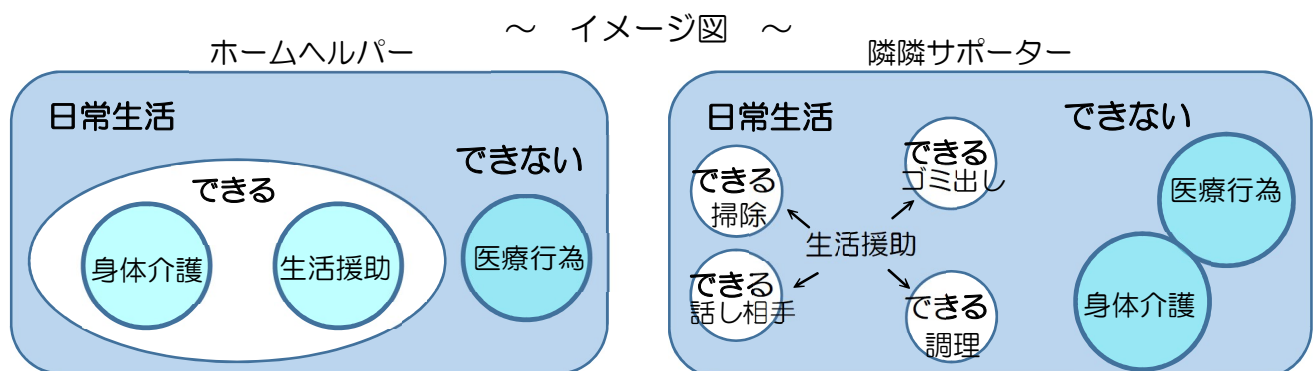 ～ イメージ図 ～
ホームヘルパー
日常生活
できない
できる
身体介護
生活援助
医療行為
隣隣サポーター
日常生活
できない
できる
掃除
できる
ゴミ出し
生活援助
できる
話し相手
できる
調理
医療行為
身体介護